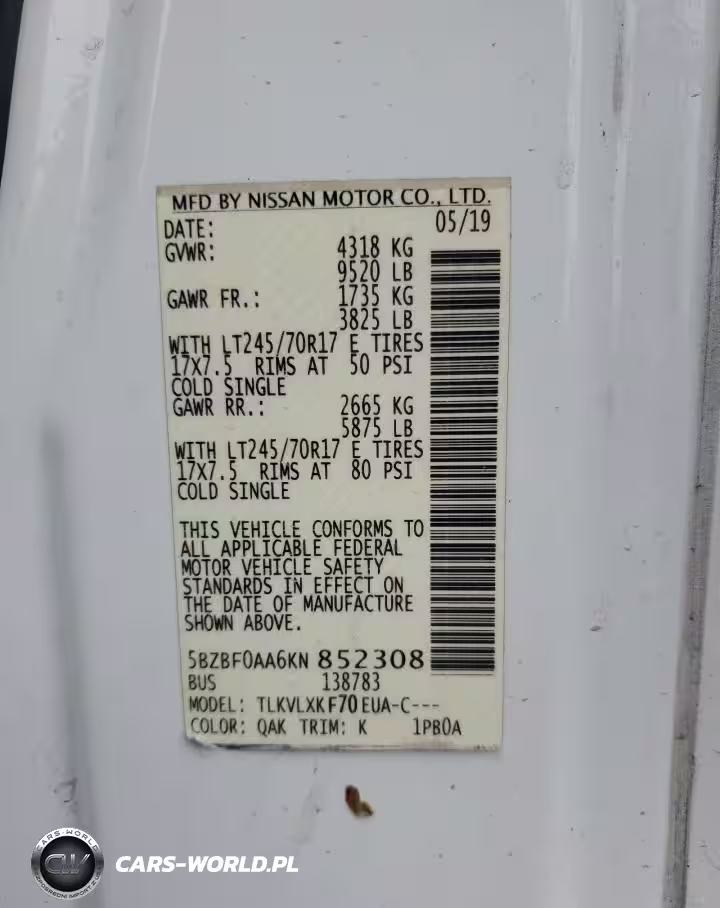 MFD BY NISSAN MOTOR CO., LTD.
DATE: 05/19
GVWR: 4318 KG
9520 LB
GAWR FR.: 1735 KG
3825 LB
WITH LT245/70R17 E TIRES
17X7.5 RIMS AT 50 PSI
COLD SINGLE
GAWR RR.: 2665 KG
5875 LB
WITH LT245/70R17 E TIRES
17X7.5 RIMS AT 80 PSI
COLD SINGLE
THIS VEHICLE CONFORMS TO
ALL APPLICABLE FEDERAL
MOTOR VEHICLE SAFETY
STANDARDS IN EFFECT ON
THE DATE OF MANUFACTURE
SHOWN ABOVE.
5BZBF0AA6KN 852308
BUS 138783
MODEL: TLKVLXKF70EUA-C---
COLOR: QAK TRIM: K 1PB0A
CARS-WORLD
CW
CARS-WORLD.PL